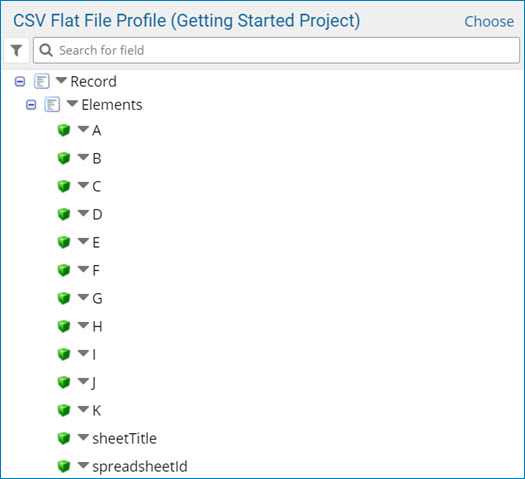 CSV Flat File Profile (Getting Started Project) Choose
Search for field
Record
Elements
A
B
C
D
E
F
G
H
I
J
K
sheetTitle
spreadsheetId